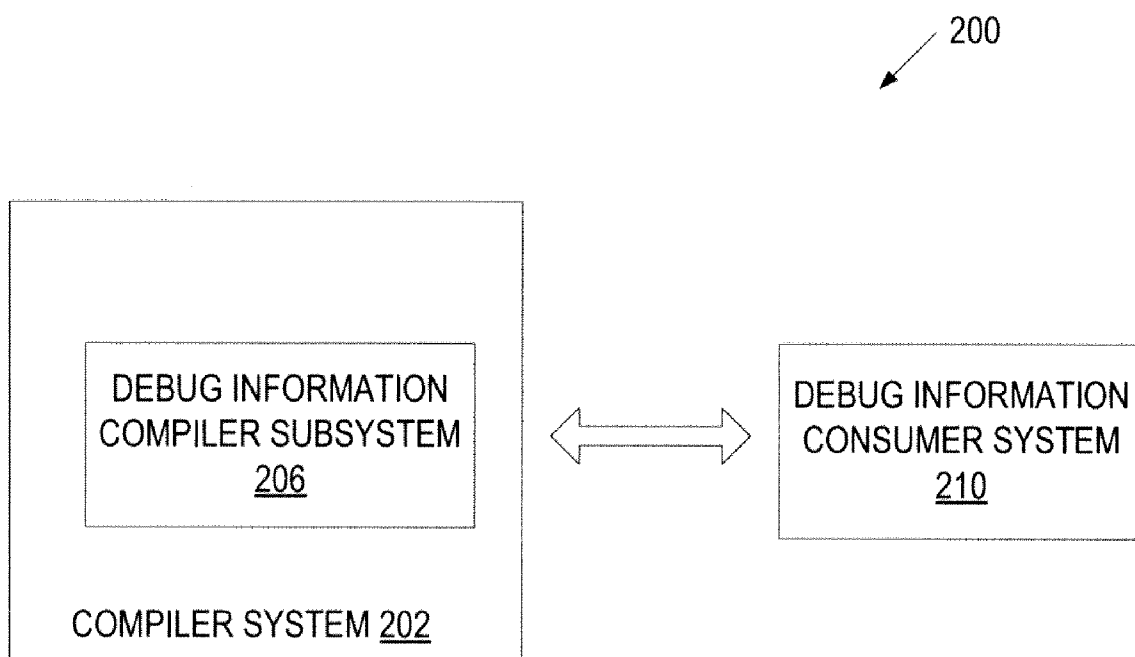 200
DEBUG INFORMATION
COMPILER SUBSYSTEM
206
DEBUG INFORMATION
CONSUMER SYSTEM
210
COMPILER SYSTEM 202